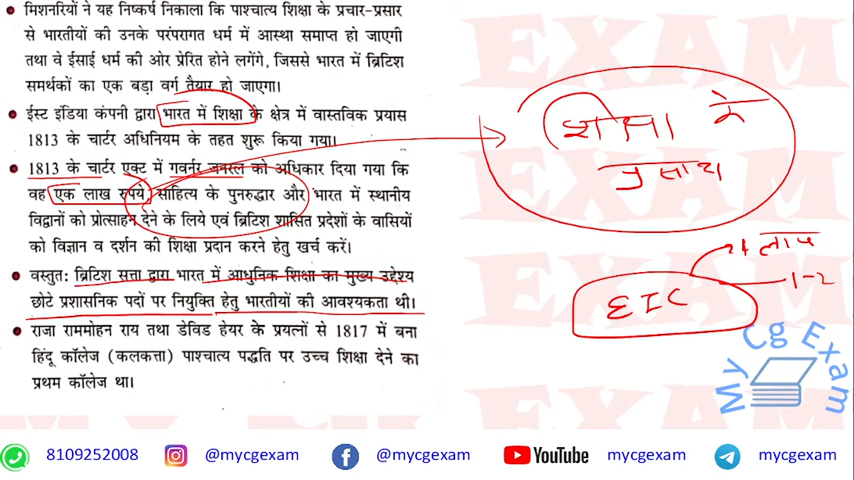 मिशनरियों ने यह निष्कर्ष निकाला कि पाश्चात्य शिक्षा के प्रचार-प्रसार
से भारतीयों की उनके परंपरागत धर्म में आस्था समाप्त हो जाएगी
तथा वे ईसाई धर्म की ओर प्रेरित होने लगेंगे, जिससे भारत में ब्रिटिश
समर्थकों का एक बड़ा वर्ग तैयार हो जाएगा।
ईस्ट इंडिया कंपनी द्वारा भारत में शिक्षा के क्षेत्र में वास्तविक प्रयास
1813 के चार्टर अधिनियम के तहत शुरू किया गया।
1813 के चार्टर एक्ट में गवर्नर जनरल को अधिकार दिया गया कि
वह एक लाख रुपये साहित्य के पुनरुद्धार और भारत में स्थानीय
विद्वानों को प्रोत्साहन देने के लिये एवं ब्रिटिश शासित प्रदेशों के वासियों
को विज्ञान व दर्शन की शिक्षा प्रदान करने हेतु खर्च करें।
वस्तुत: ब्रिटिश सत्ता द्वारा भारत में आधुनिक शिक्षा का मुख्य उद्देश्य
छोटे प्रशासनिक पदों पर नियुक्ति हेतु भारतीयों की आवश्यकता थी।
राजा राममोहन राय तथा डेविड हेयर के प्रयत्नों से 1817 में बना
हिंदू कॉलेज (कलकत्ता) पाश्चात्य पद्धति पर उच्च शिक्षा देने का
प्रथम कॉलेज था।
EXAM
EXAM
EXAM
EXAM
शिक्षा के
EIC
1-2
My Cg Exam
8109252008
@mycgexam
@mycgexam
YouTube
mycgexam
mycgexam